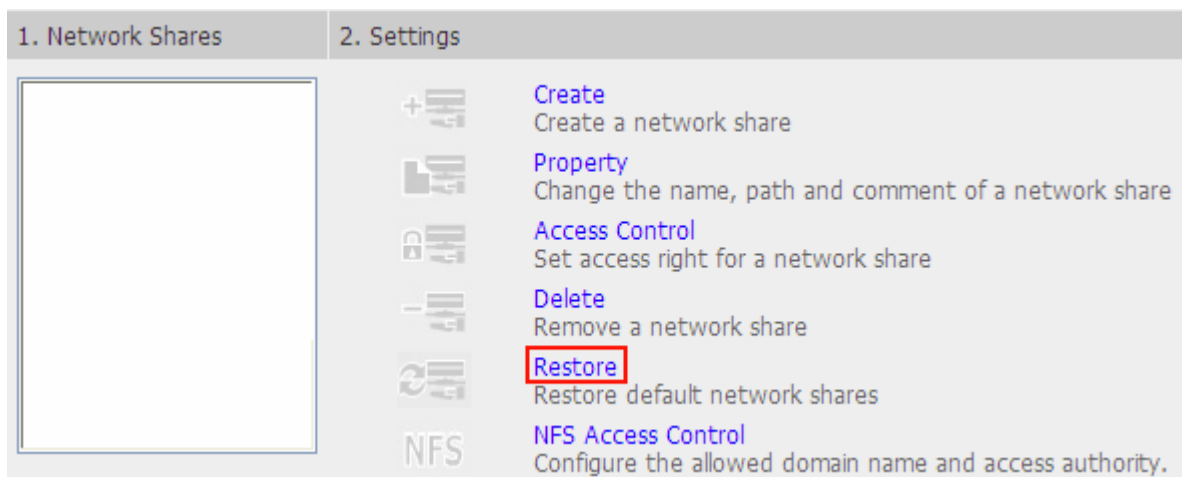 1. Network Shares
2. Settings
Create
Create a network share
Property
Change the name, path and comment of a network share
Access Control
Set access right for a network share
Delete
Remove a network share
Restore
Restore default network shares
NFS
NFS Access Control
Configure the allowed domain name and access authority.